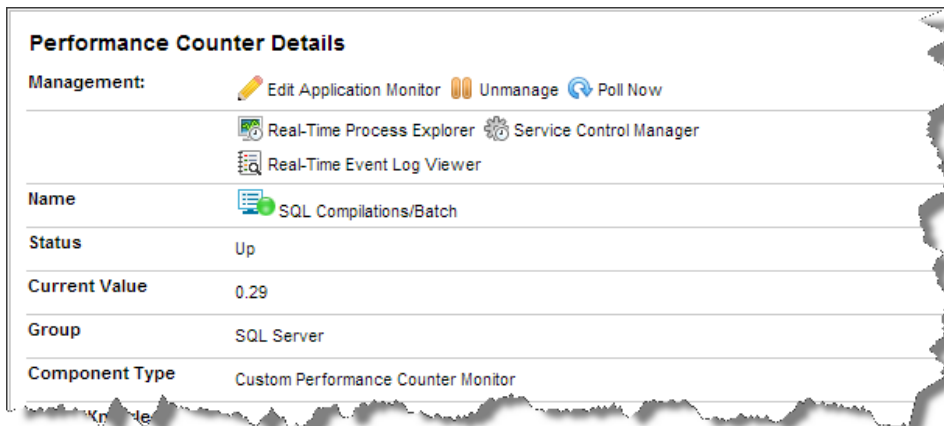 Performance Counter Details
Management: Edit Application Monitor Unmanage Poll Now
Real-Time Process Explorer Service Control Manager
Real-Time Event Log Viewer
Name SQL Compilations/Batch
Status Up
Current Value 0.29
Group SQL Server
Component Type Custom Performance Counter Monitor